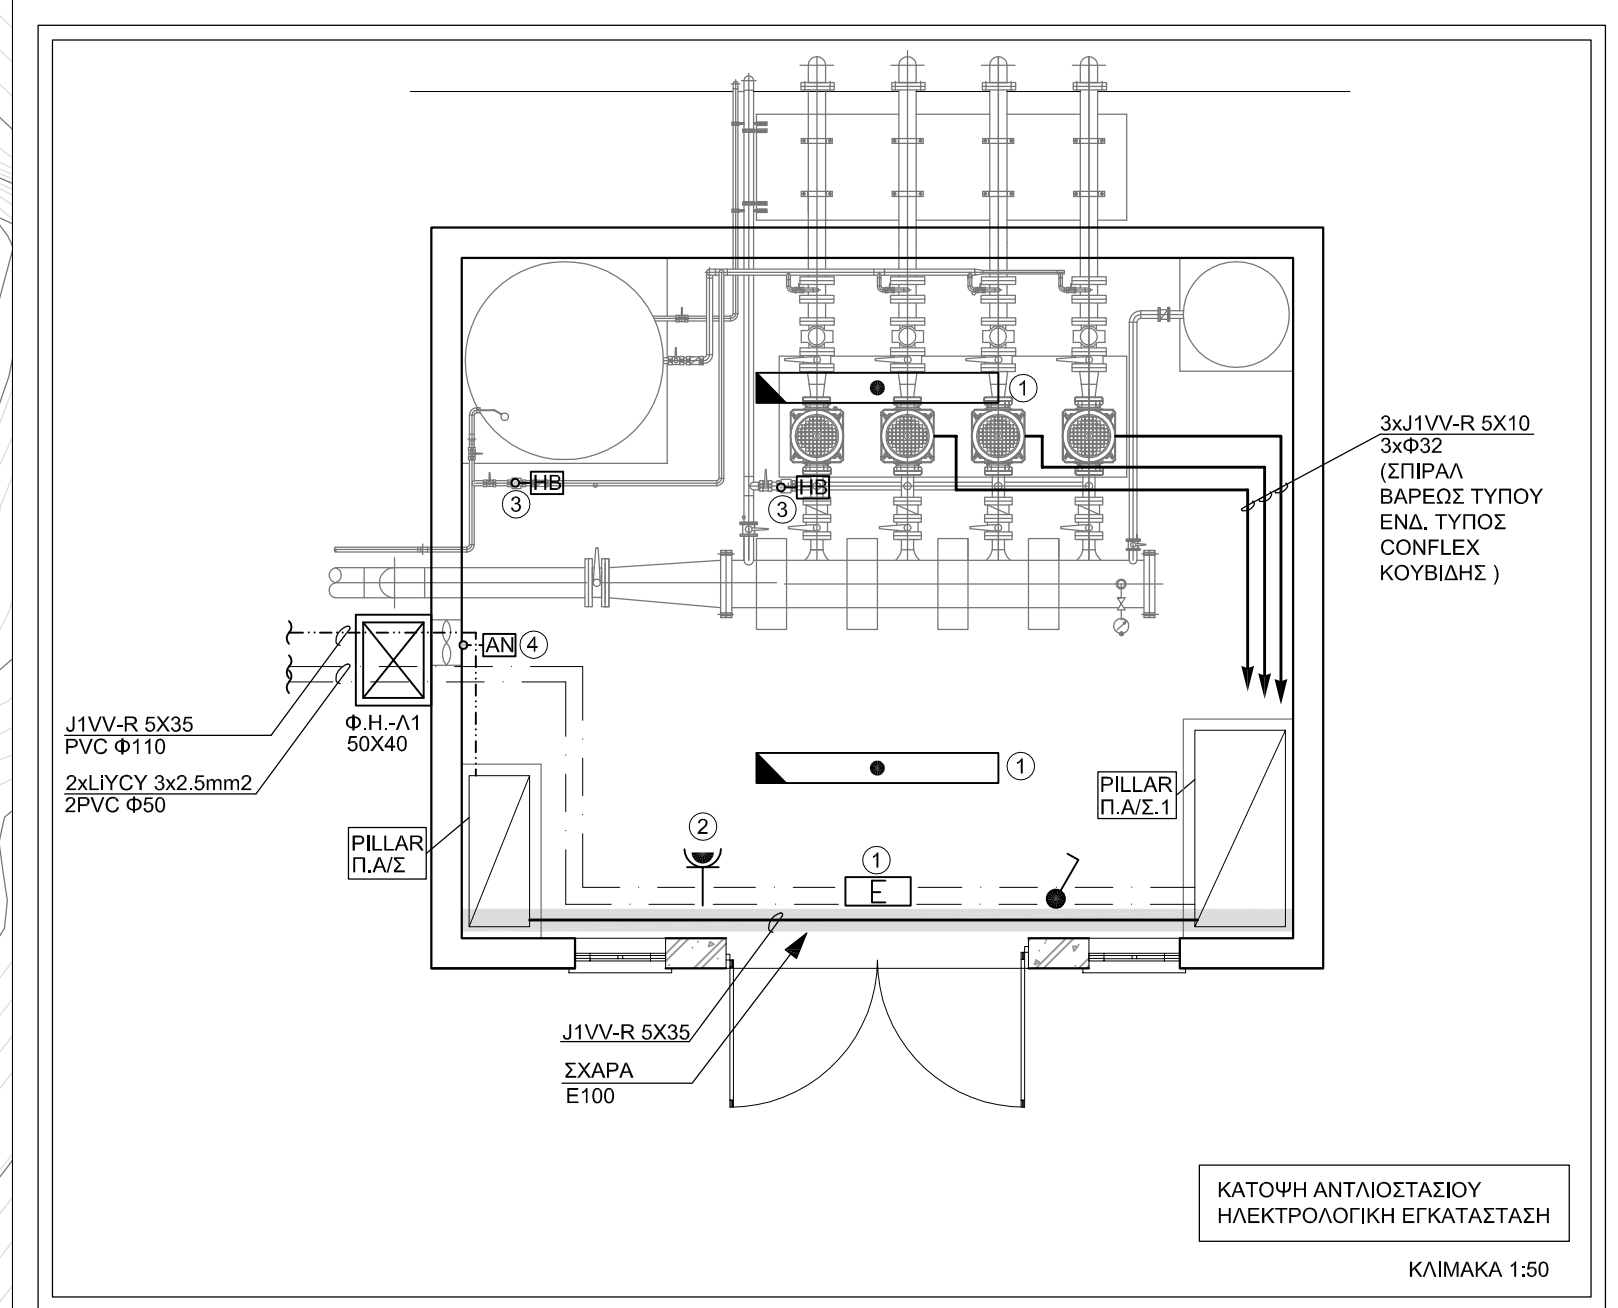 1
3xJ1VV-R 5X10
3xΦ32
(ΣΠΙΡΑΛ
ΒΑΡΕΩΣ ΤΥΠΟΥ
ΕΝΔ. ΤΥΠΟΣ
CONFLEX
ΚΟΥΒΙΔΗΣ )
HB
3
HB
3
AN
4
J1VV-R 5X35
PVC Φ110
2xLiYCY 3x2.5mm2
2PVC Φ50
Φ.Η.-Λ1
50X40
1
PILLAR
Π.Α/Σ.1
PILLAR
Π.Α/Σ
2
1
E
J1VV-R 5X35
ΣΧΑΡΑ
E100
ΚΑΤΟΨΗ ΑΝΤΛΙΟΣΤΑΣΙΟΥ
ΗΛΕΚΤΡΟΛΟΓΙΚΗ ΕΓΚΑΤΑΣΤΑΣΗ
ΚΛΙΜΑΚΑ 1:50